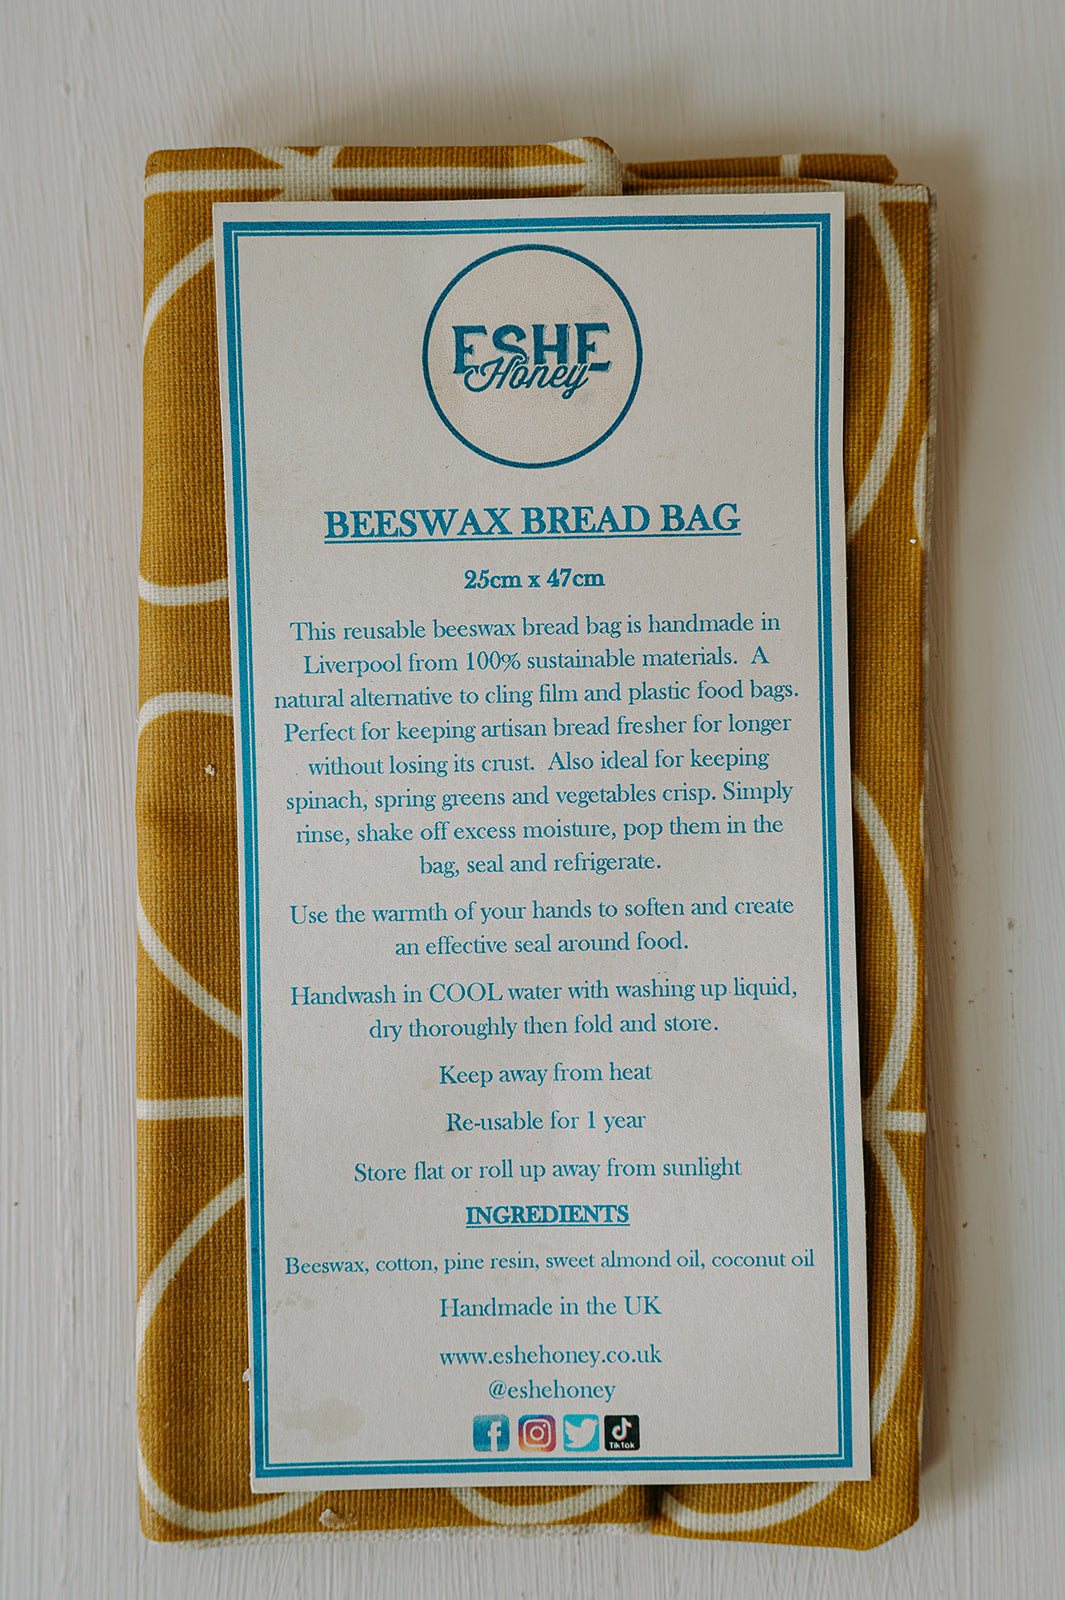 ESHE
Honey
BEESWAX BREAD BAG
25cm x 47cm
This reusable beeswax bread bag is handmade in
Liverpool from 100% sustainable materials. A
natural alternative to cling film and plastic food bags.
Perfect for keeping artisan bread fresher for longer
without losing its crust. Also ideal for keeping
spinach, spring greens and vegetables crisp. Simply
rinse, shake off excess moisture, pop them in the
bag, seal and refrigerate.
Use the warmth of your hands to soften and create
an effective seal around food.
Handwash in COOL water with washing up liquid,
dry thoroughly then fold and store.
Keep away from heat
Re-usable for 1 year
Store flat or roll up away from sunlight
INGREDIENTS
Beeswax, cotton, pine resin, sweet almond oil, coconut oil
Handmade in the UK
www.eshehoney.co.uk
@eshehoney
TikTok